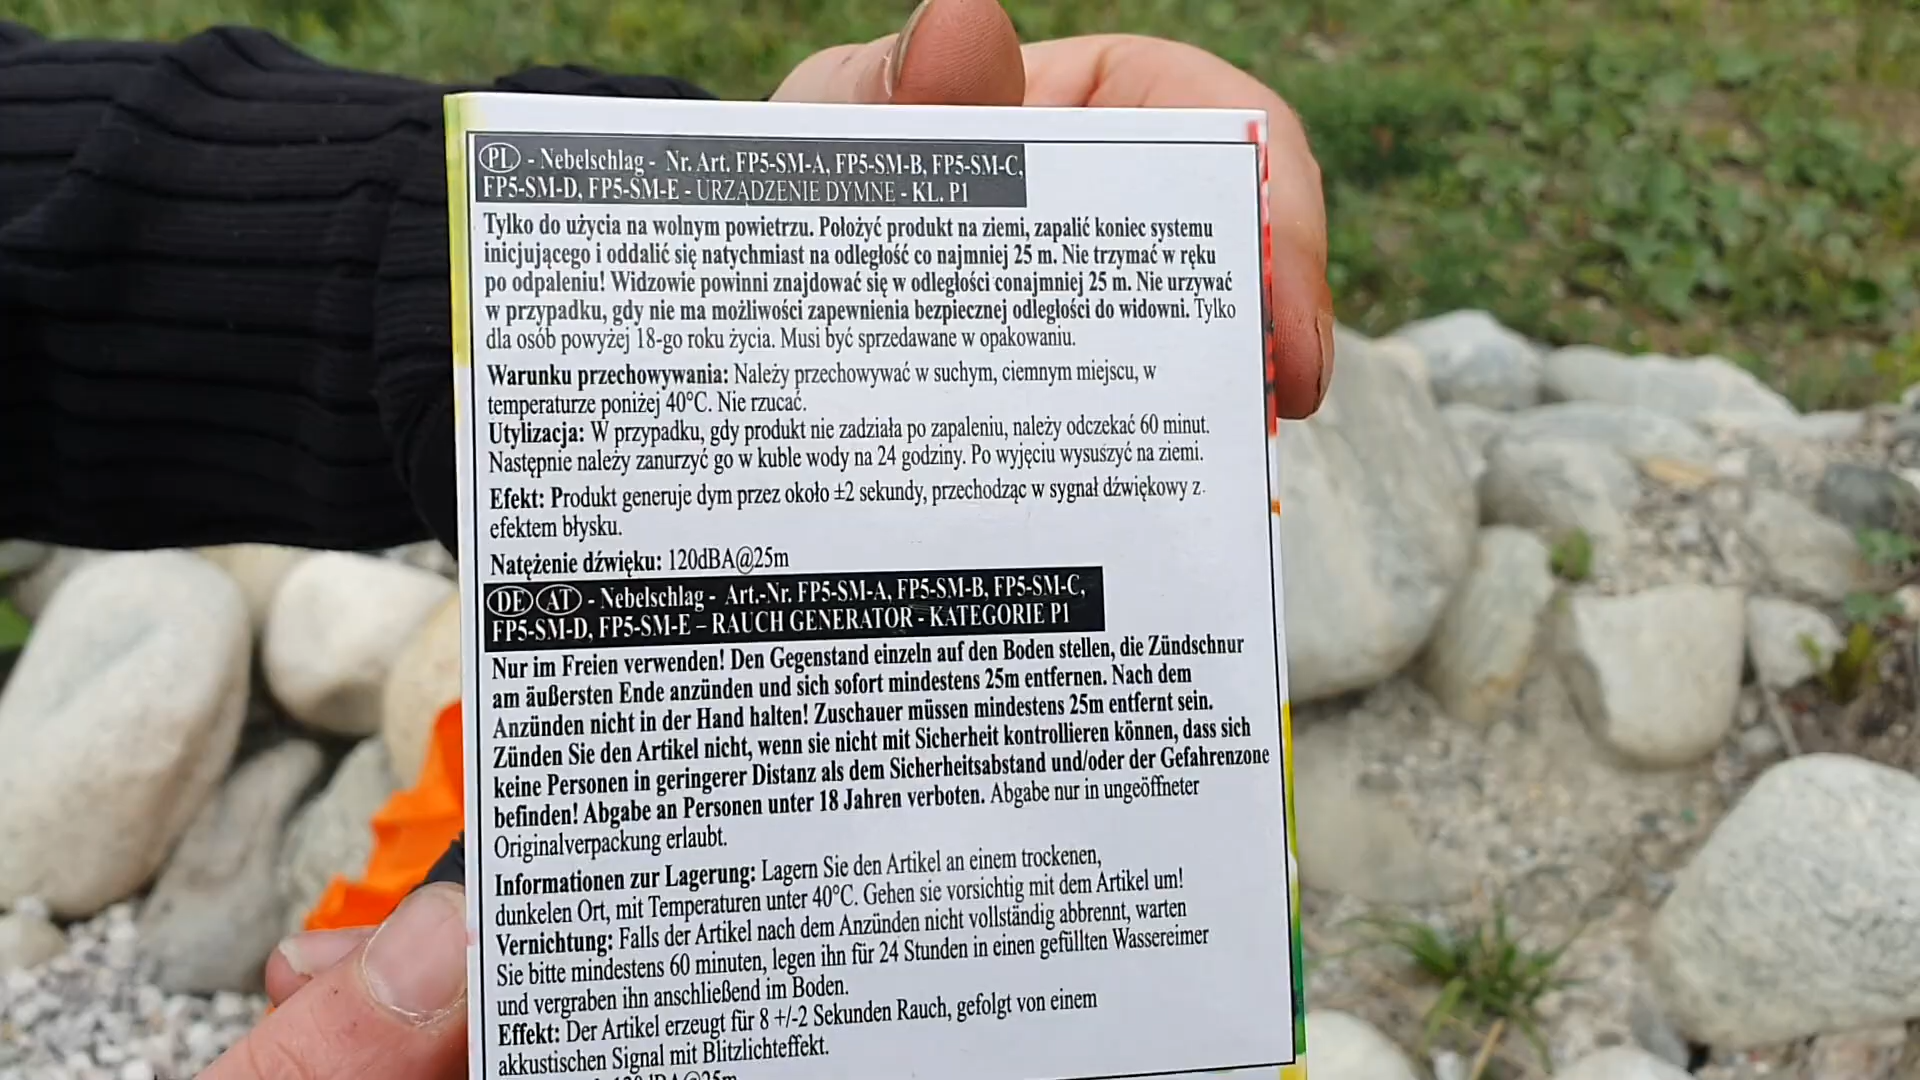 PL - Nebelschlag - Nr. Art. FP5-SM-A, FP5-SM-B, FP5-SM-C,
FP5-SM-D, FP5-SM-E - URZĄDZENIE DYMNE - KL. P1
Tylko do użycia na wolnym powietrzu. Położyć produkt na ziemi, zapalić koniec systemu
inicjującego i oddalić się natychmiast na odległość co najmniej 25 m. Nie trzymać w ręku
po odpaleniu! Widzowie powinni znajdować się w odległości conajmniej 25 m. Nie urzywać
w przypadku, gdy nie ma możliwości zapewnienia bezpiecznej odległości do widowni. Tylko
dla osób powyżej 18-go roku życia. Musi być sprzedawane w opakowaniu.
Warunku przechowywania: Należy przechowywać w suchym, ciemnym miejscu, w
temperaturze poniżej 40°C. Nie rzucać.
Utylizacja: W przypadku, gdy produkt nie zadziała po zapaleniu, należy odczekać 60 minut.
Następnie należy zanurzyć go w kuble wody na 24 godziny. Po wyjęciu wysuszyć na ziemi.
Efekt: Produkt generuje dym przez około ±2 sekundy, przechodząc w sygnał dźwiękowy z.
efektem błysku.
Natężenie dźwięku: 120dBA@25m
DE AT - Nebelschlag - Art.-Nr. FP5-SM-A, FP5-SM-B, FP5-SM-C,
FP5-SM-D, FP5-SM-E – RAUCH GENERATOR - KATEGORIE P1
Nur im Freien verwenden! Den Gegenstand einzeln auf den Boden stellen, die Zündschnur
am äußersten Ende anzünden und sich sofort mindestens 25m entfernen. Nach dem
Anzünden nicht in der Hand halten! Zuschauer müssen mindestens 25m entfernt sein.
Zünden Sie den Artikel nicht, wenn sie nicht mit Sicherheit kontrollieren können, dass sich
keine Personen in geringerer Distanz als dem Sicherheitsabstand und/oder der Gefahrenzone
befinden! Abgabe an Personen unter 18 Jahren verboten. Abgabe nur in ungeöffneter
Originalverpackung erlaubt.
Informationen zur Lagerung: Lagern Sie den Artikel an einem trockenen,
dunkelen Ort, mit Temperaturen unter 40°C. Gehen sie vorsichtig mit dem Artikel um!
Vernichtung: Falls der Artikel nach dem Anzünden nicht vollständig abbrennt, warten
Sie bitte mindestens 60 minuten, legen ihn für 24 Stunden in einen gefüllten Wassereimer
und vergraben ihn anschließend im Boden.
Effekt: Der Artikel erzeugt für 8 +/-2 Sekunden Rauch, gefolgt von einem
akkustischen Signal mit Blitzlichteffekt.